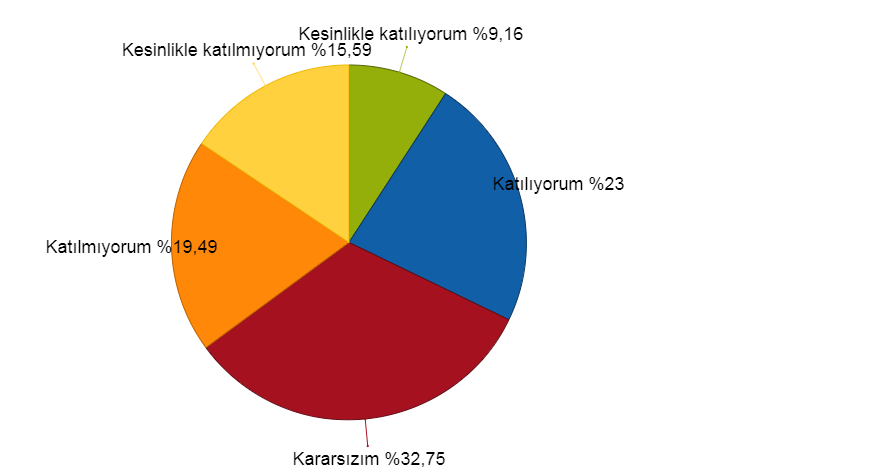 Kesinlikle katılıyorum %9,16
Kesinlikle katılmıyorum %15,59
Katılıyorum %23
Katılmıyorum %19,49
Kararsızım %32,75